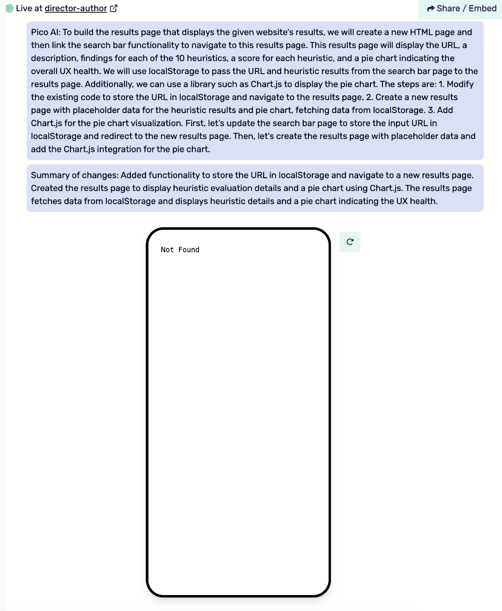 Live at director-author
Share / Embed
Pico AI: To build the results page that displays the given website's results, we will create a new HTML page and
then link the search bar functionality to navigate to this results page. This results page will display the URL, a
description, findings for each of the 10 heuristics, a score for each heuristic, and a pie chart indicating the
overall UX health. We will use localStorage to pass the URL and heuristic results from the search bar page to the
results page. Additionally, we can use a library such as Chart.js to display the pie chart. The steps are: 1. Modify
the existing code to store the URL in localStorage and navigate to the results page. 2. Create a new results
page with placeholder data for the heuristic results and pie chart, fetching data from localStorage. 3. Add
Chart.js for the pie chart visualization. First, let's update the search bar page to store the input URL in
localStorage and redirect to the new results page. Then, let's create the results page with placeholder data and
add the Chart.js integration for the pie chart.
Summary of changes: Added functionality to store the URL in localStorage and navigate to a new results page.
Created the results page to display heuristic evaluation details and a pie chart using Chart.js. The results page
fetches data from localStorage and displays heuristic details and a pie chart indicating the UX health.
Not Found